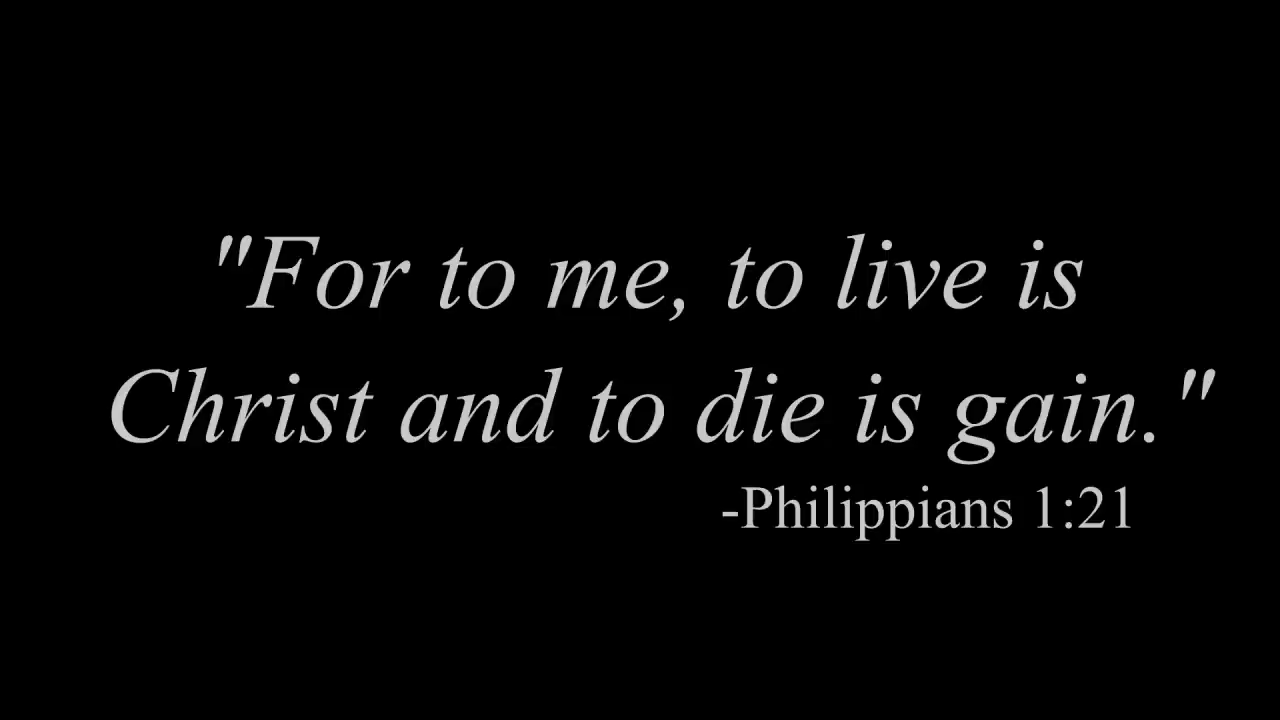 "For to me, to live is
Christ and to die is gain."
-Philippians 1:21